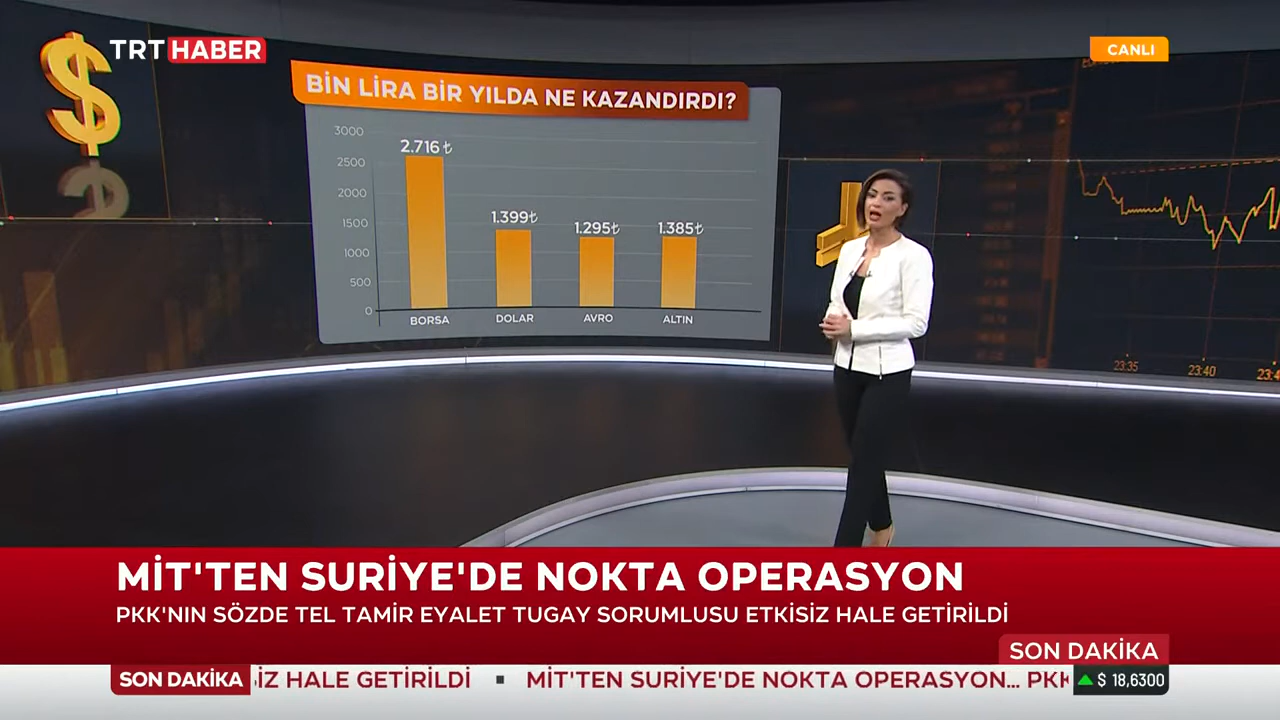 TRT HABER
CANLI
BİN LİRA BİR YILDA NE KAZANDIRDI?
3000
2500
2000
1500
1000
500
0
2.716 ₺
1.399₺
1.295₺
1.385₺
BORSA
DOLAR
AVRO
ALTIN
23:35
23:40
MİT'TEN SURİYE'DE NOKTA OPERASYON
PKK'NIN SÖZDE TEL TAMİR EYALET TUGAY SORUMLUSU ETKİSİZ HALE GETİRİLDİ
SON DAKİKA
SON DAKİKA
İZ HALE GETİRİLDİ ▪ MİT'TEN SURİYE'DE NOKTA OPERASYON... PKK
$ 18,6300